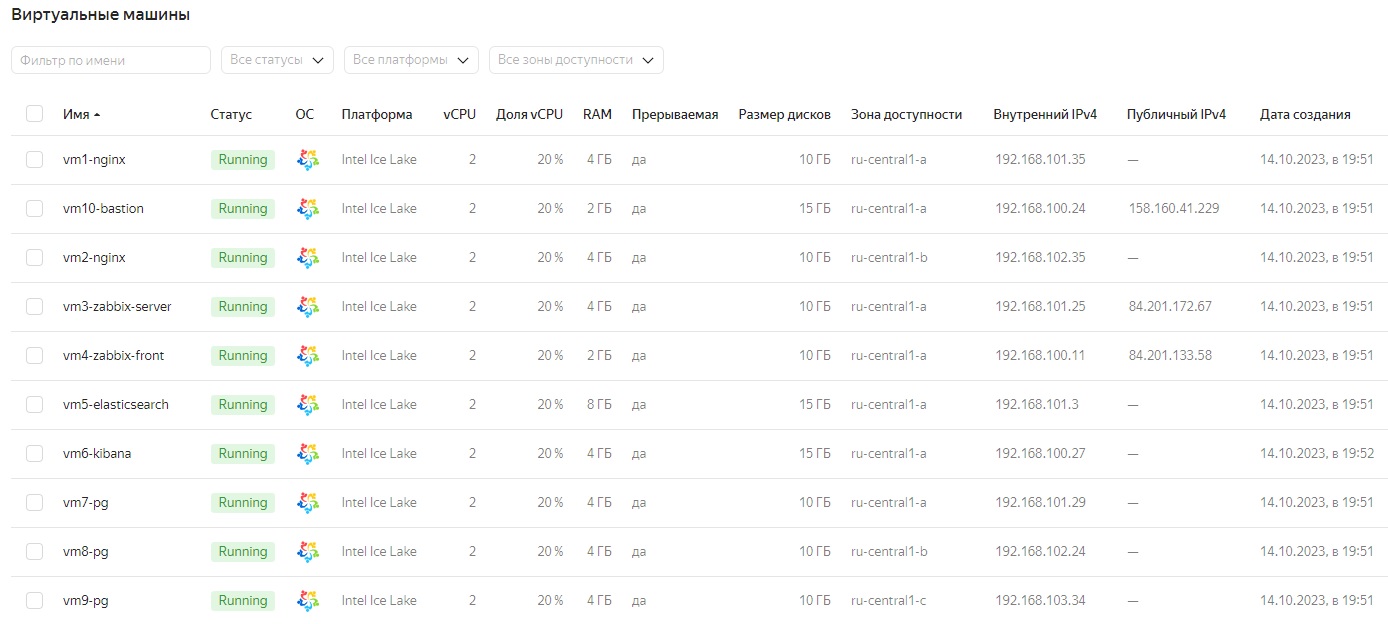 Виртуальные машины
Фильтр по имени Все статусы Все платформы Все зоны доступности
Имя Статус ОС Платформа vCPU Доля vCPU RAM Прерываемая Размер дисков Зона доступности Внутренний IPv4 Публичный IPv4 Дата создания
vm1-nginx Running Intel Ice Lake 2 20 % 4 ГБ да 10 ГБ ru-central1-a 192.168.101.35 — 14.10.2023, в 19:51
vm10-bastion Running Intel Ice Lake 2 20 % 2 ГБ да 15 ГБ ru-central1-a 192.168.100.24 158.160.41.229 14.10.2023, в 19:51
vm2-nginx Running Intel Ice Lake 2 20 % 4 ГБ да 10 ГБ ru-central1-b 192.168.102.35 — 14.10.2023, в 19:51
vm3-zabbix-server Running Intel Ice Lake 2 20 % 4 ГБ да 10 ГБ ru-central1-a 192.168.101.25 84.201.172.67 14.10.2023, в 19:51
vm4-zabbix-front Running Intel Ice Lake 2 20 % 2 ГБ да 10 ГБ ru-central1-a 192.168.100.11 84.201.133.58 14.10.2023, в 19:51
vm5-elasticsearch Running Intel Ice Lake 2 20 % 8 ГБ да 15 ГБ ru-central1-a 192.168.101.3 — 14.10.2023, в 19:51
vm6-kibana Running Intel Ice Lake 2 20 % 4 ГБ да 15 ГБ ru-central1-a 192.168.100.27 — 14.10.2023, в 19:52
vm7-pg Running Intel Ice Lake 2 20 % 4 ГБ да 10 ГБ ru-central1-a 192.168.101.29 — 14.10.2023, в 19:51
vm8-pg Running Intel Ice Lake 2 20 % 4 ГБ да 10 ГБ ru-central1-b 192.168.102.24 — 14.10.2023, в 19:51
vm9-pg Running Intel Ice Lake 2 20 % 4 ГБ да 10 ГБ ru-central1-c 192.168.103.34 — 14.10.2023, в 19:51